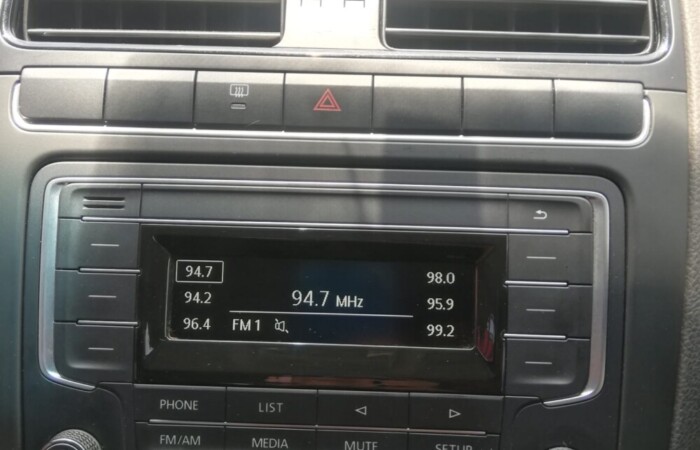 94.7
94.2
96.4
94.7 MHz
FM 1
98.0
95.9
99.2
PHONE
LIST
FM/AM
MEDIA
MUTE
SETUP